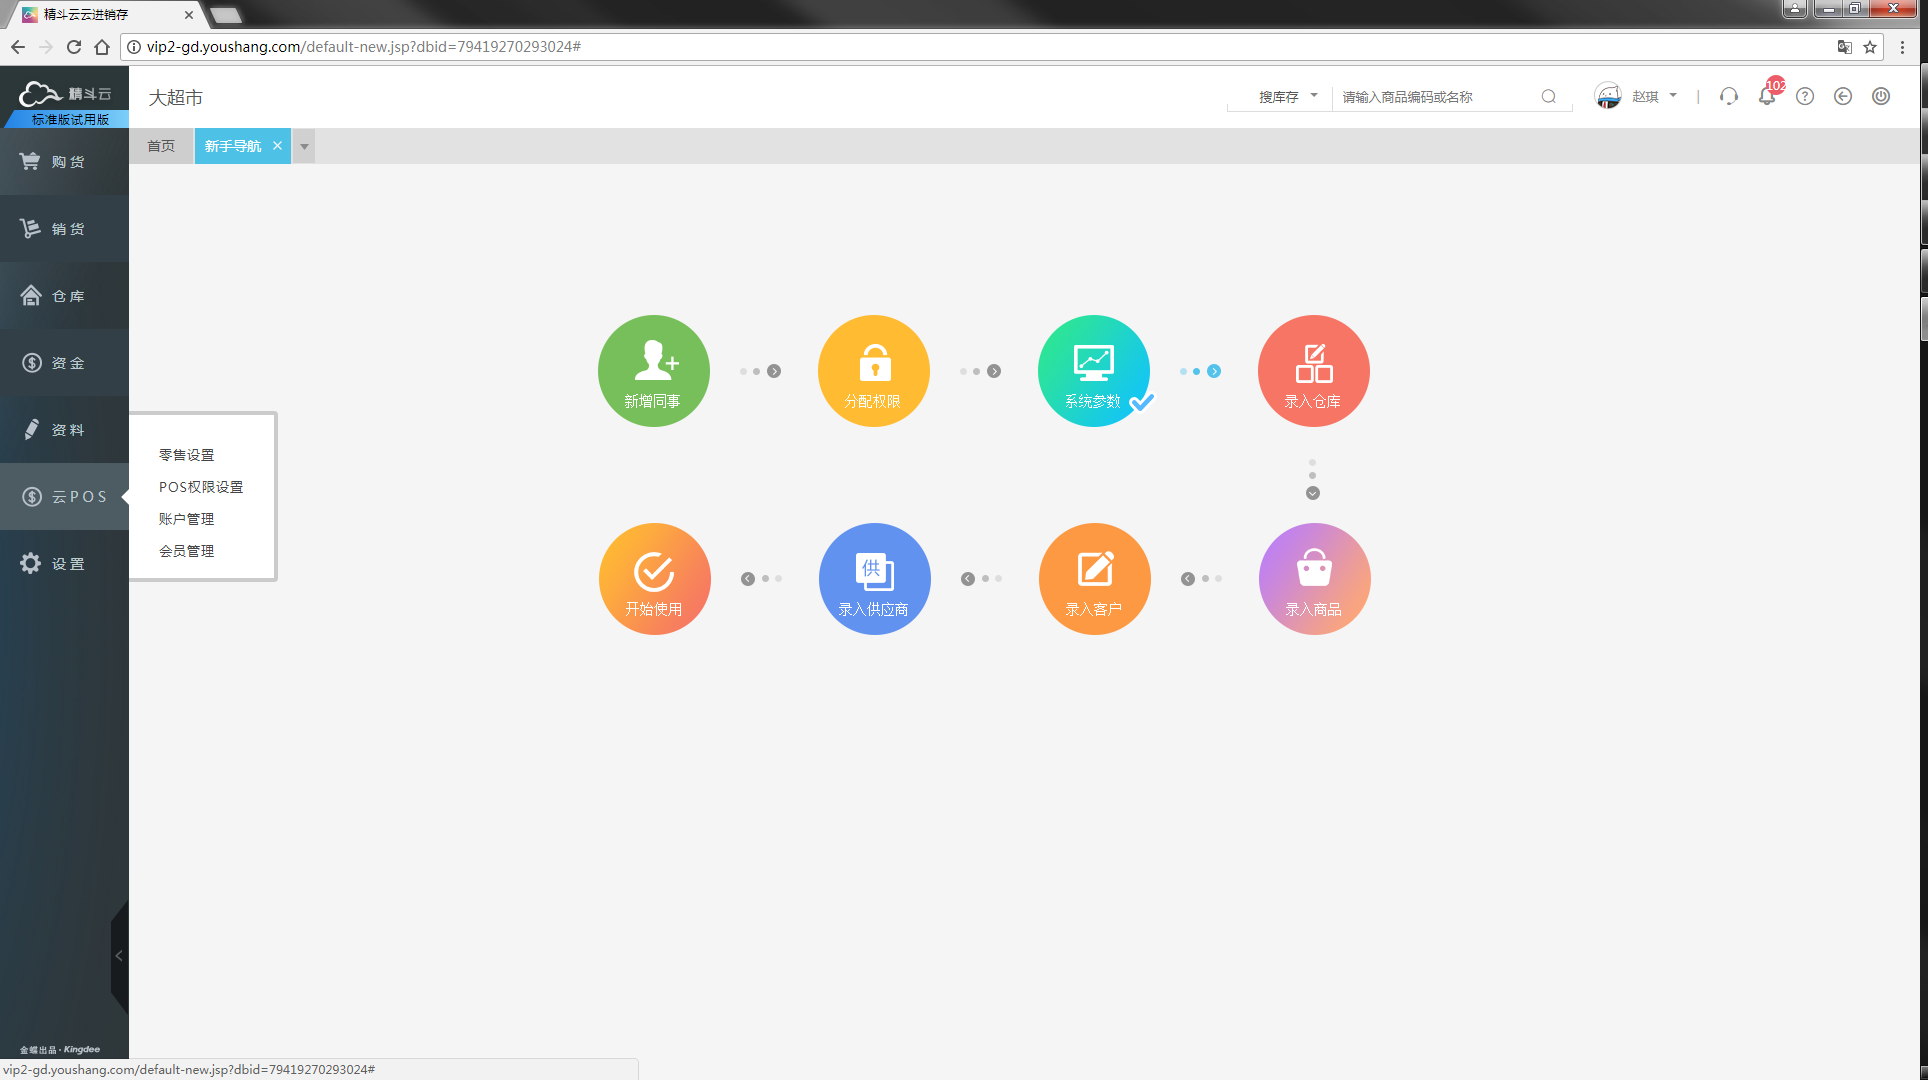 精斗云云进销存
vip2-gd.youshang.com/default-new.jsp?dbid=79419270293024#
精斗云
标准版试用版
大超市
搜库存
请输入商品编码或名称
赵琪
102
首页
新手导航
购货
销货
仓库
资金
资料
云POS
设置
零售设置
POS权限设置
账户管理
会员管理
新增同事
分配权限
系统参数
录入仓库
开始使用
供
录入供应商
录入客户
录入商品
金蝶出品·Kingdee
vip2-gd.youshang.com/default-new.jsp?dbid=79419270293024#